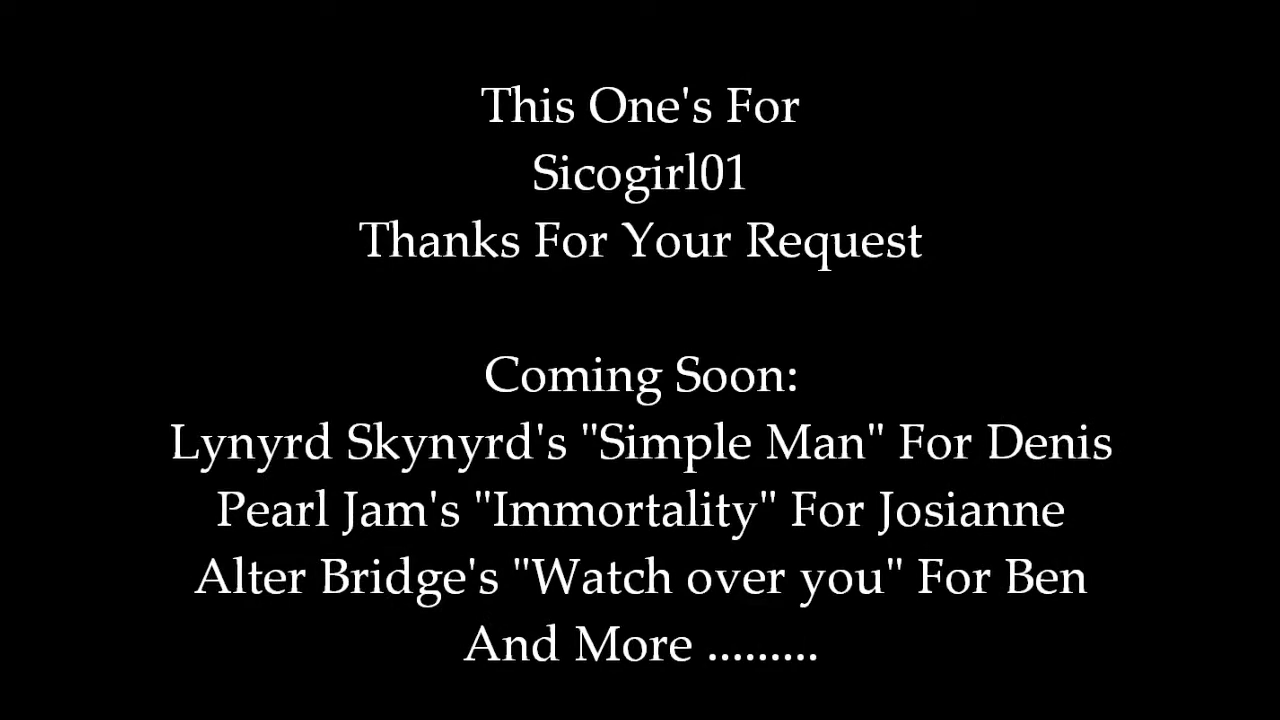 This One's For
Sicogirl01
Thanks For Your Request
Coming Soon:
Lynyrd Skynyrd's "Simple Man" For Denis
Pearl Jam's "Immortality" For Josianne
Alter Bridge's "Watch over you" For Ben
And More .........